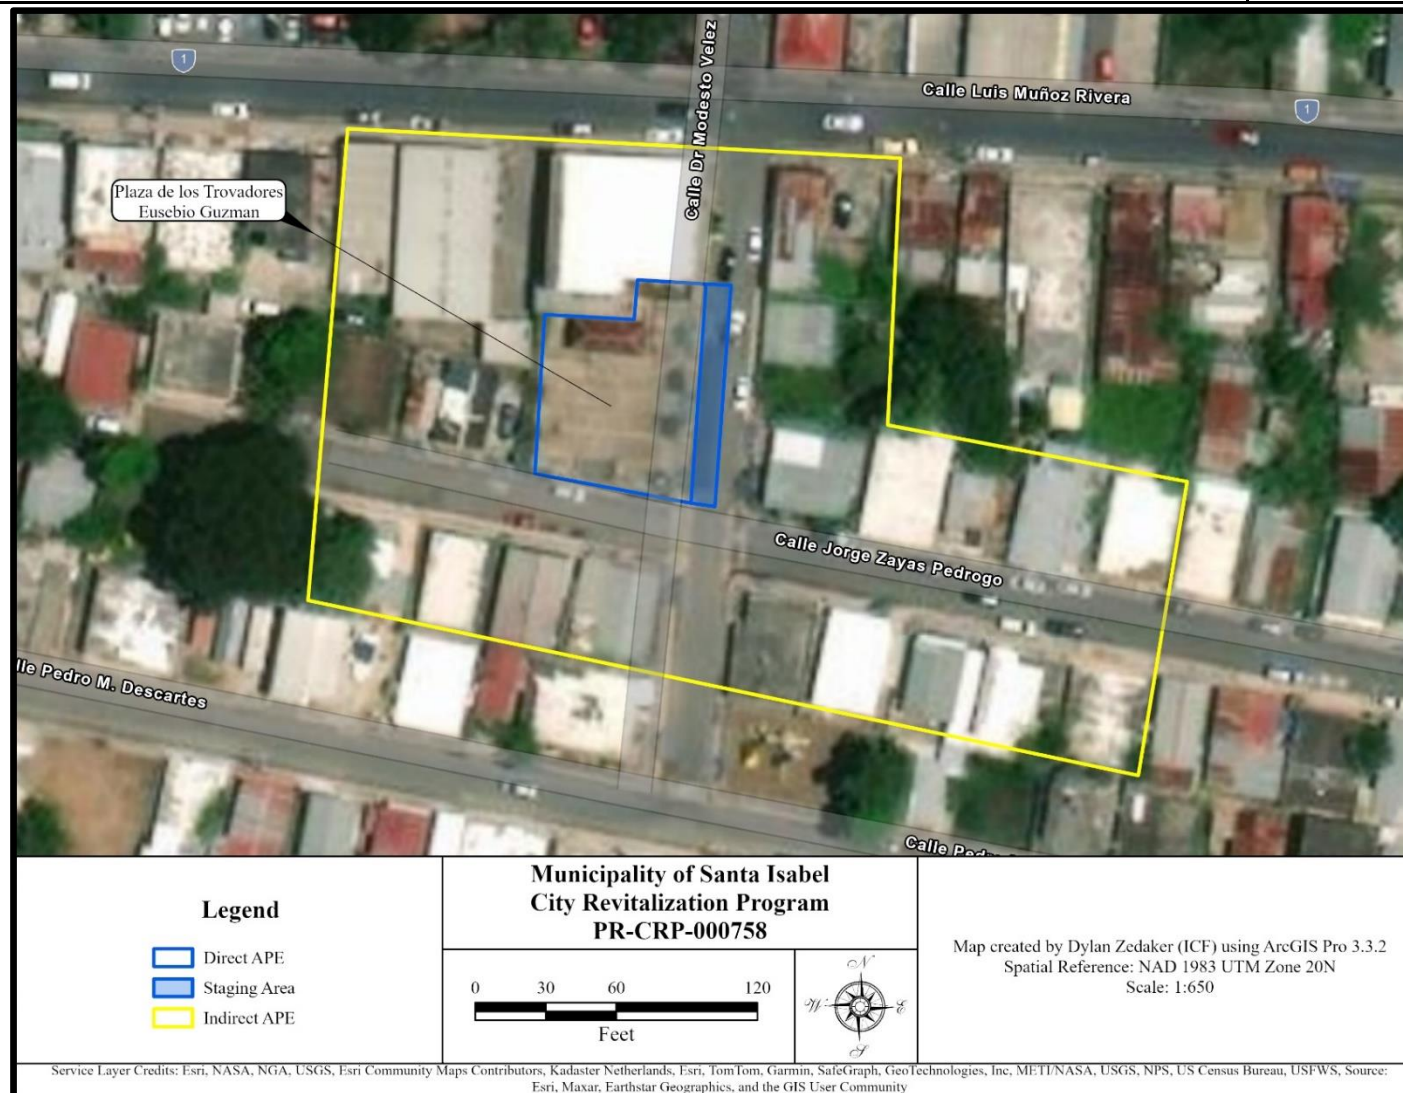 1
Calle Dr Modesto Velez
Calle Luis Muñoz Rivera
1
Plaza de los Trovadores
Eusebio Guzman
Calle Jorge Zayas Pedrogo
lle Pedro M. Descartes
Calle Ped
Legend
Direct APE
Staging Area
Indirect APE
Municipality of Santa Isabel
City Revitalization Program
PR-CRP-000758
0 30 60 120
Feet
N
W E
S
Map created by Dylan Zedaker (ICF) using ArcGIS Pro 3.3.2
Spatial Reference: NAD 1983 UTM Zone 20N
Scale: 1:650
Service Layer Credits: Esri, NASA, NGA, USGS, Esri Community Maps Contributors, Kadaster Netherlands, Esri, TomTom, Garmin, SafeGraph, GeoTechnologies, Inc, METI/NASA, USGS, NPS, US Census Bureau, USFWS, Source:
Esri, Maxar, Earthstar Geographics, and the GIS User Community